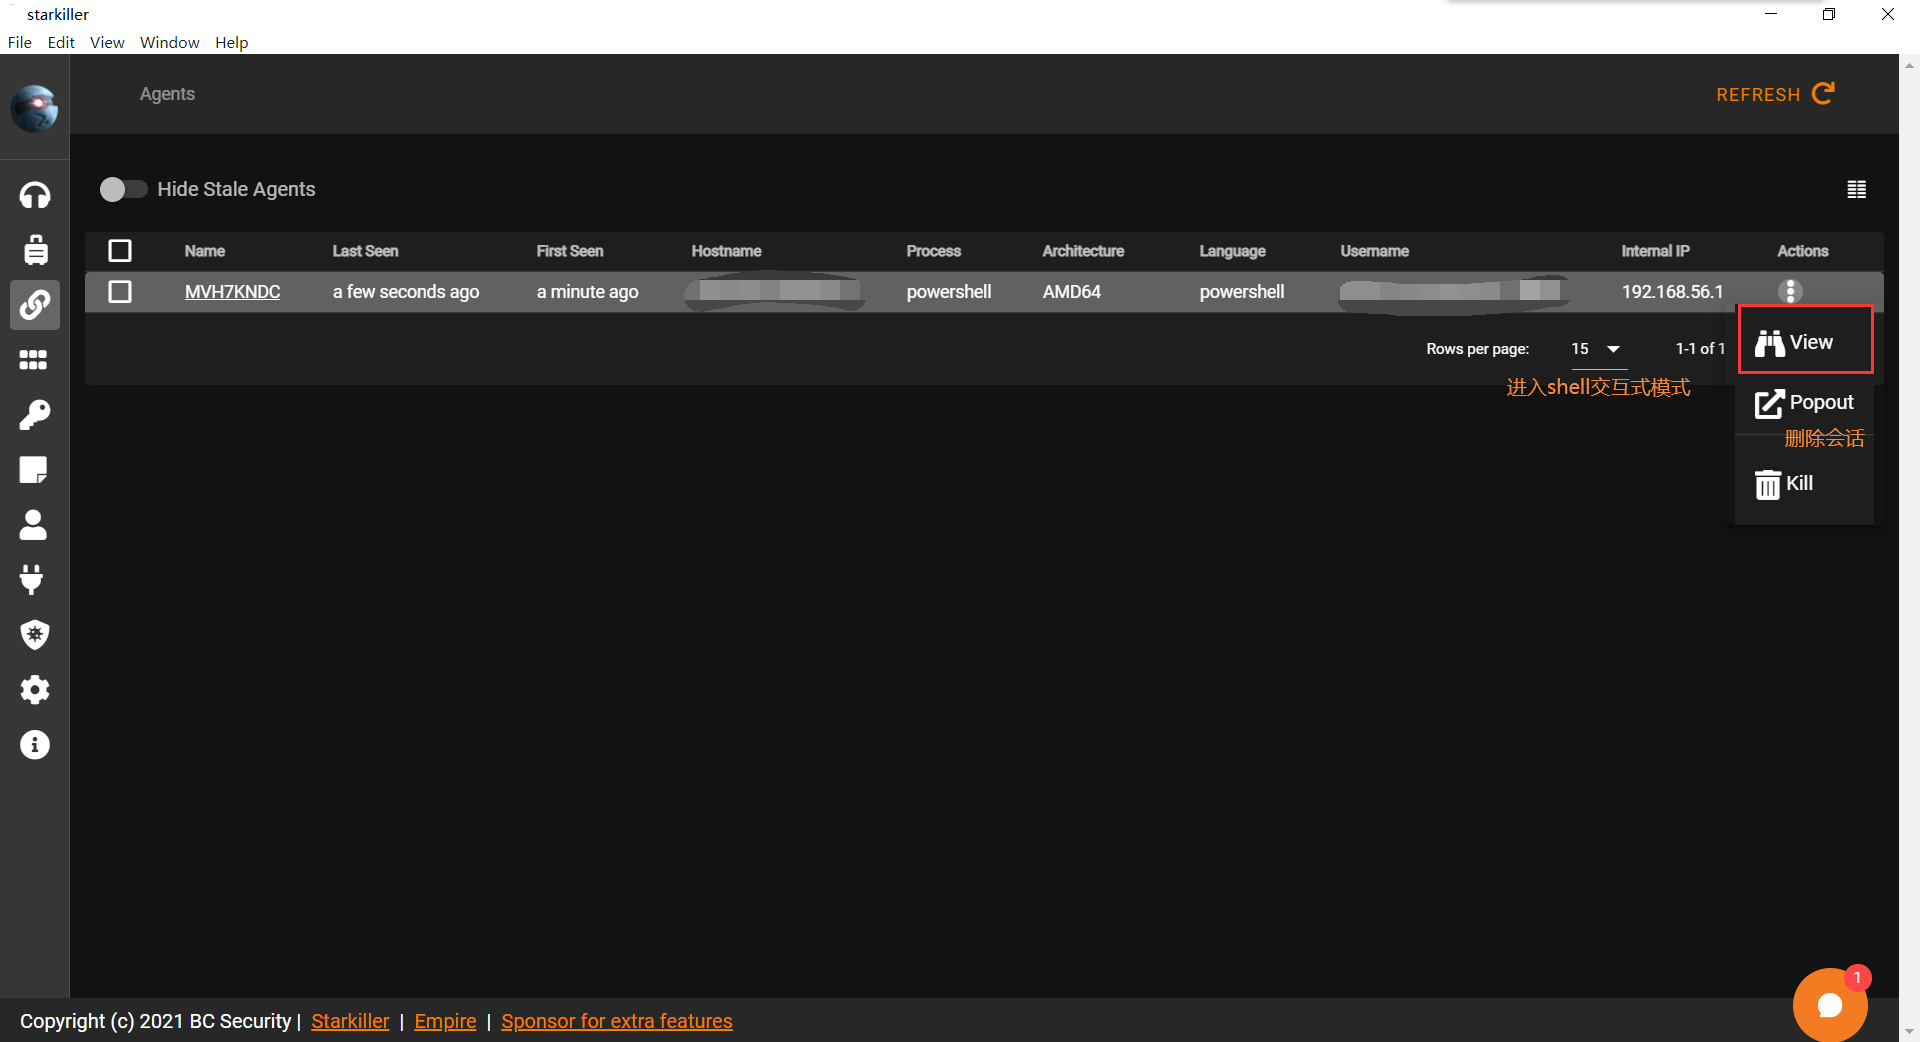 starkiller
File Edit View Window Help
Agents
REFRESH
Hide Stale Agents
Name Last Seen First Seen Hostname Process Architecture Language Username Internal IP Actions
MVH7KNDC a few seconds ago a minute ago powershell AMD64 powershell 192.168.56.1
View
Rows per page: 15 1-1 of 1
进入shell交互式模式
Popout
删除会话
Kill
1
Copyright (c) 2021 BC Security | Starkiller | Empire | Sponsor for extra features